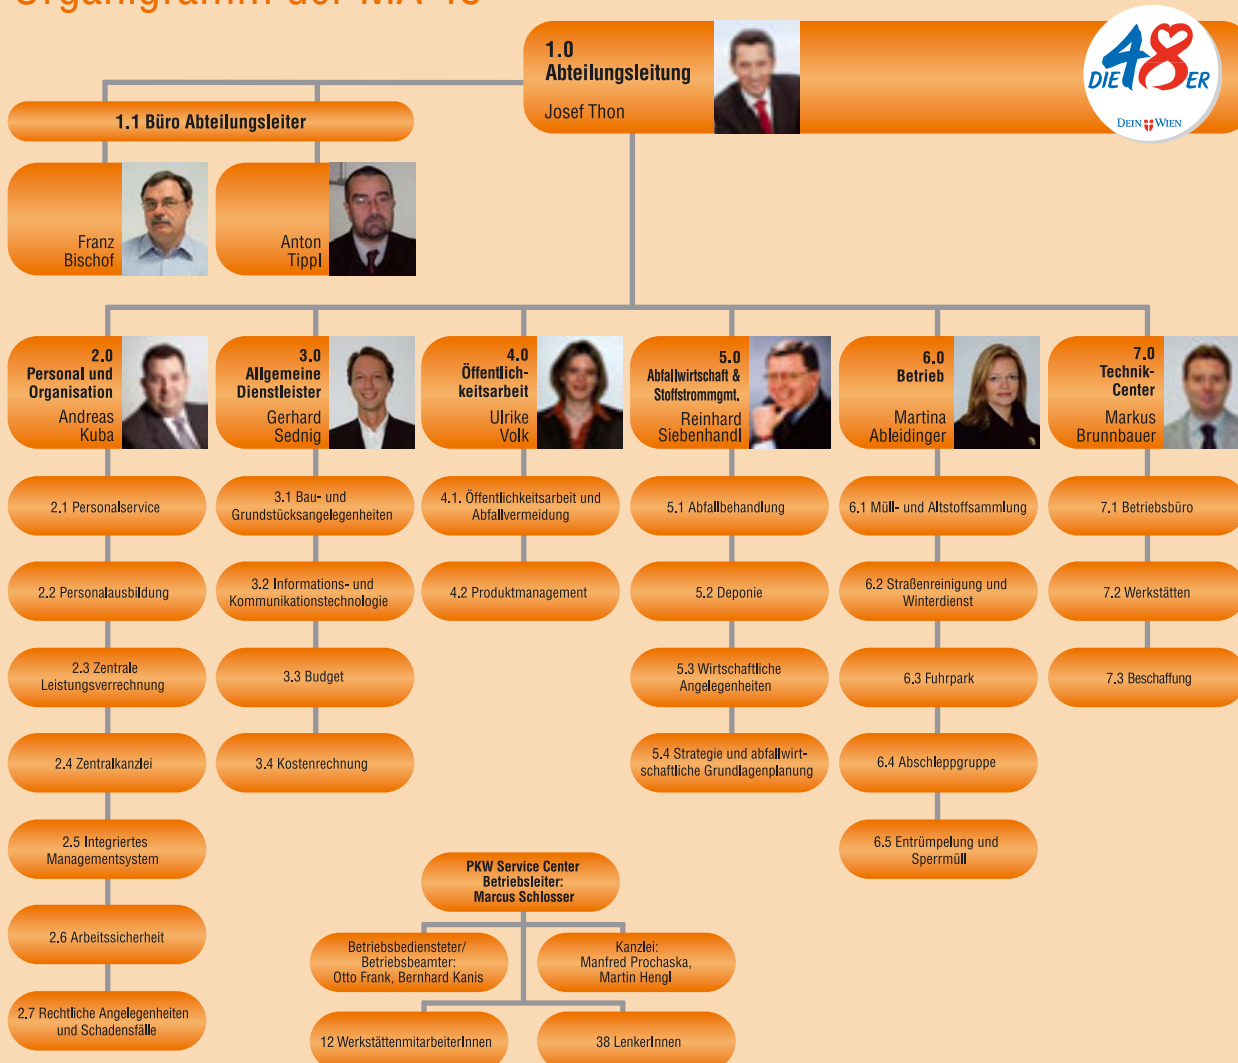 Organigramm der MA 48
1.0
Abteilungsleitung
Josef Thon
DIE 48 ER
DEIN WIEN
1.1 Büro Abteilungsleiter
Franz
Bischof
Anton
Tippl
2.0
Personal und
Organisation
Andreas
Kuba
3.0
Allgemeine
Dienstleister
Gerhard
Sednig
4.0
Öffentlich-
keitsarbeit
Ulrike
Volk
5.0
Abfallwirtschaft &
Stoffstrommgmt.
Reinhard
Siebenhandl
6.0
Betrieb
Martina
Ableidinger
7.0
Technik-
Center
Markus
Brunnbauer
2.1 Personalservice
2.2 Personalausbildung
2.3 Zentrale
Leistungsverrechnung
2.4 Zentralkanzlei
2.5 Integriertes
Managementsystem
2.6 Arbeitssicherheit
2.7 Rechtliche Angelegenheiten
und Schadensfälle
3.1 Bau- und
Grundstücksangelegenheiten
3.2 Informations- und
Kommunikationstechnologie
3.3 Budget
3.4 Kostenrechnung
4.1. Öffentlichkeitsarbeit und
Abfallvermeidung
4.2 Produktmanagement
5.1 Abfallbehandlung
5.2 Deponie
5.3 Wirtschaftliche
Angelegenheiten
5.4 Strategie und abfallwirt-
schaftliche Grundlagenplanung
6.1 Müll- und Altstoffsammlung
6.2 Straßenreinigung und
Winterdienst
6.3 Fuhrpark
6.4 Abschleppgruppe
6.5 Entrümpelung und
Sperrmüll
7.1 Betriebsbüro
7.2 Werkstätten
7.3 Beschaffung
PKW Service Center
Betriebsleiter:
Marcus Schlosser
Betriebsbediensteter/
Betriebsbeamter:
Otto Frank, Bernhard Kanis
Kanzlei:
Manfred Prochaska,
Martin Hengl
12 WerkstättenmitarbeiterInnen
38 LenkerInnen